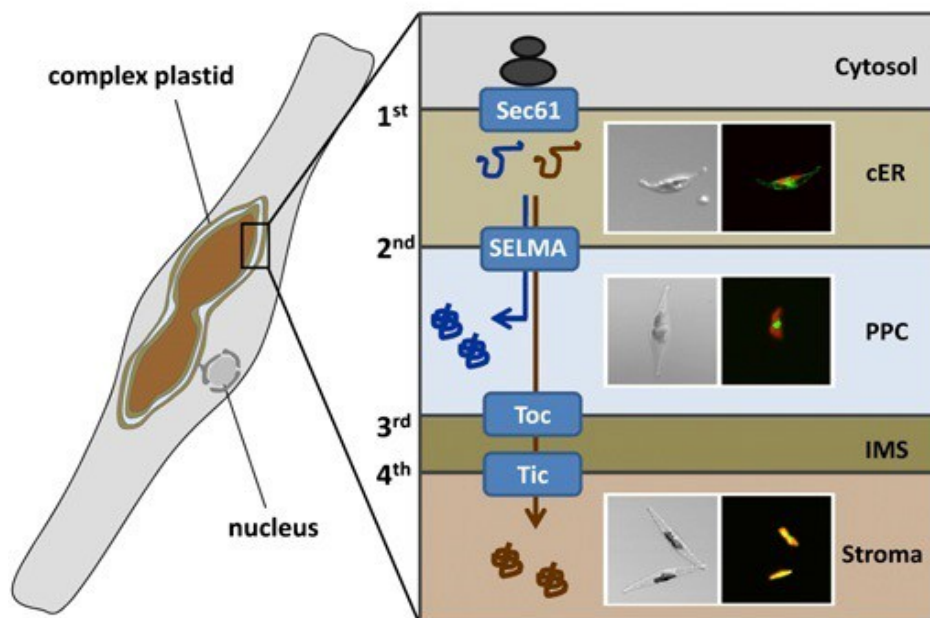 complex plastid
nucleus
Cytosol
Sec61
1st
cER
2nd
SELMA
PPC
Toc
3rd
IMS
4th
Tic
Stroma